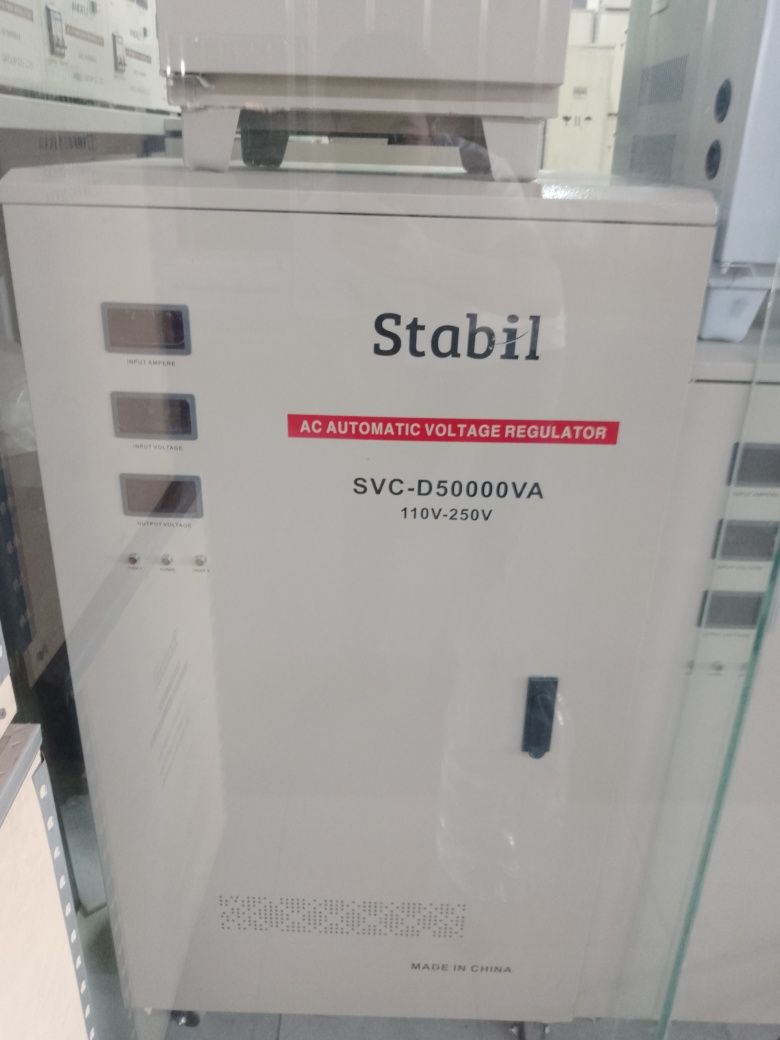 INPUT AMPERE
INPUT VOLTAGE
OUTPUT VOLTAGE
Stabil
AC AUTOMATIC VOLTAGE REGULATOR
SVC-D50000VA
110V-250V
MADE IN CHINA